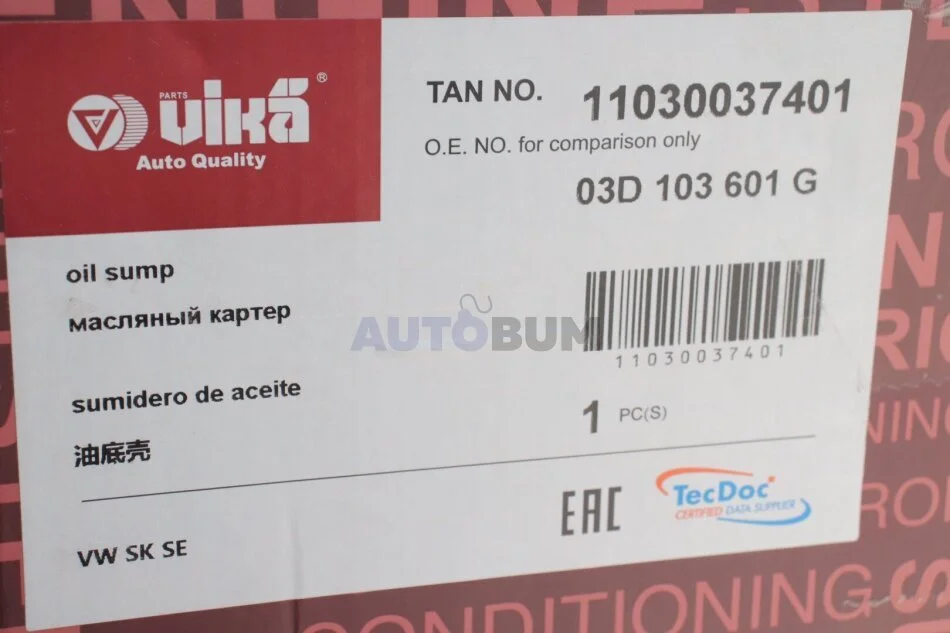 PARTS
vika®
Auto Quality
TAN NO. 11030037401
O.E. NO. for comparison only
03D 103 601 G
oil sump
масляный картер
sumidero de aceite
油底壳
11030037401
1 PC(S)
VW SK SE
EAC
TecDoc
CERTIFIED DATA SUPPLIER
AUTOBUM
CONDITIONING